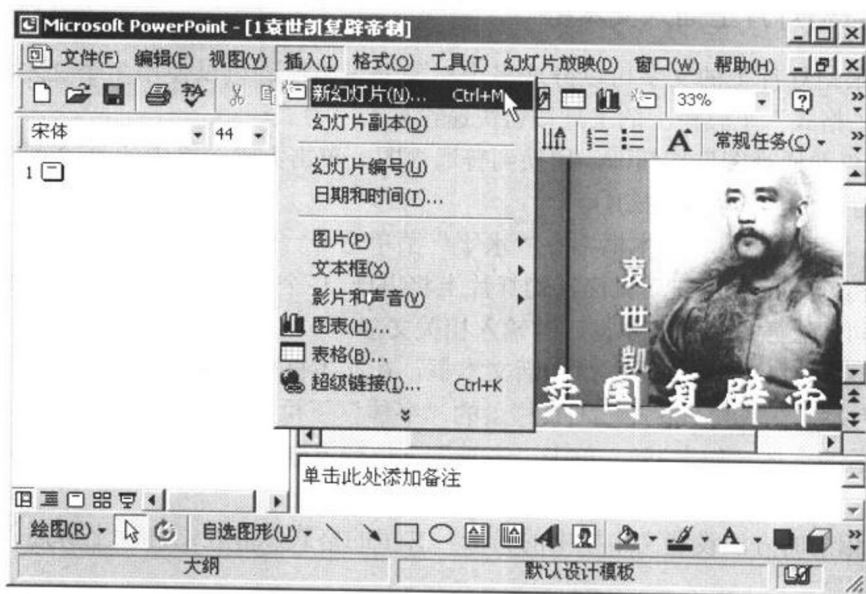 Microsoft PowerPoint - [1袁世凯复辟帝制]
文件(F) 编辑(E) 视图(V) 插入(I) 格式(O) 工具(T) 幻灯片放映(D) 窗口(W) 帮助(H)
33%
宋体 44 常规任务(C)
1
新幻灯片(N)... Ctrl+M
幻灯片副本(D)
幻灯片编号(U)
日期和时间(T)...
图片(P)
文本框(X)
影片和声音(V)
图表(H)...
表格(B)...
超级链接(I)... Ctrl+K
袁世凯
卖国复辟帝
单击此处添加备注
绘图(R) 自选图形(U)
大纲 默认设计模板